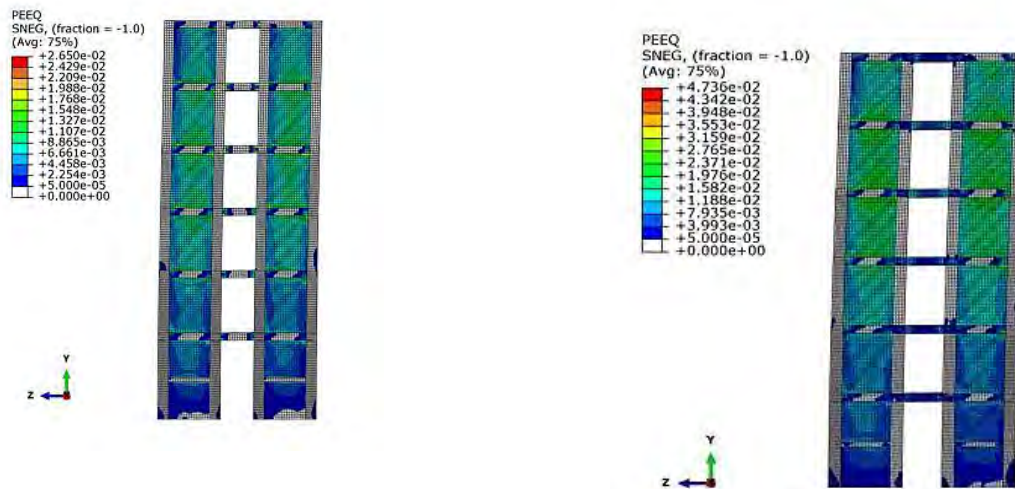 PEEQ
SNEG, (fraction = -1.0)
(Avg: 75%)
+2.650e-02
+2.429e-02
+2.209e-02
+1.988e-02
+1.768e-02
+1.548e-02
+1.327e-02
+1.107e-02
+8.865e-03
+6.661e-03
+4.458e-03
+2.254e-03
+5.000e-05
+0.000e+00
Y
Z
PEEQ
SNEG, (fraction = -1.0)
(Avg: 75%)
+4.736e-02
+4.342e-02
+3.948e-02
+3.553e-02
+3.159e-02
+2.765e-02
+2.371e-02
+1.976e-02
+1.582e-02
+1.188e-02
+7.935e-03
+3.993e-03
+5.000e-05
+0.000e+00
Y
Z